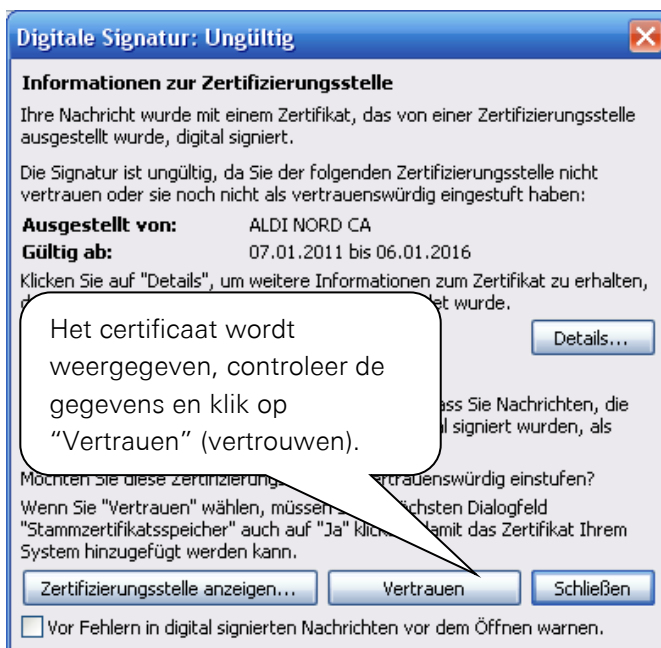 Digitale Signatur: Ungültig
Informationen zur Zertifizierungsstelle
Ihre Nachricht wurde mit einem Zertifikat, das von einer Zertifizierungsstelle
ausgestellt wurde, digital signiert.
Die Signatur ist ungültig, da Sie der folgenden Zertifizierungsstelle nicht
vertrauen oder sie noch nicht als vertrauenswürdig eingestuft haben:
Ausgestellt von: ALDI NORD CA
Gültig ab: 07.01.2011 bis 06.01.2016
Klicken Sie auf "Details", um weitere Informationen zum Zertifikat zu erhalten,
wurde.
Details...
Het certificaat wordt
weergegeven, controleer de
gegevens en klik op
“Vertrauen” (vertrouwen).
Sie Nachrichten, die
signiert wurden, als
Möchten Sie diese
einstufen?
Wenn Sie "Vertrauen" wählen, müssen Dialogfeld
"Stammzertifikatsspeicher" auch auf "Ja" damit das Zertifikat Ihrem
System hinzugefügt werden kann.
Zertifizierungsstelle anzeigen...
Vertrauen
Schließen
Vor Fehlern in digital signierten Nachrichten vor dem Öffnen warnen.